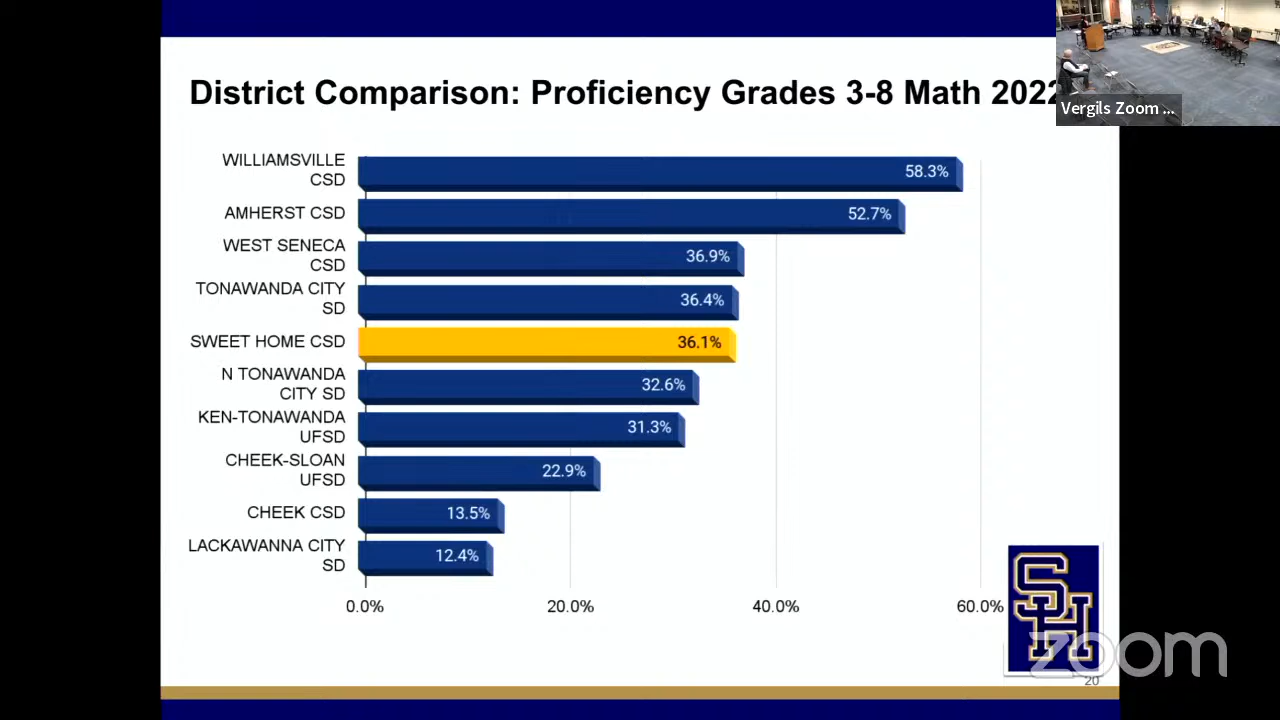 District Comparison: Proficiency Grades 3-8 Math 2022
Vergils Zoom ...
WILLIAMSVILLE
CSD
58.3%
AMHERST CSD
52.7%
WEST SENECA
CSD
36.9%
TONAWANDA CITY
SD
36.4%
SWEET HOME CSD
36.1%
N TONAWANDA
CITY SD
32.6%
KEN-TONAWANDA
UFSD
31.3%
CHEEK-SLOAN
UFSD
22.9%
CHEEK CSD
13.5%
LACKAWANNA CITY
SD
12.4%
0.0% 20.0% 40.0% 60.0%
SH
zoom
20